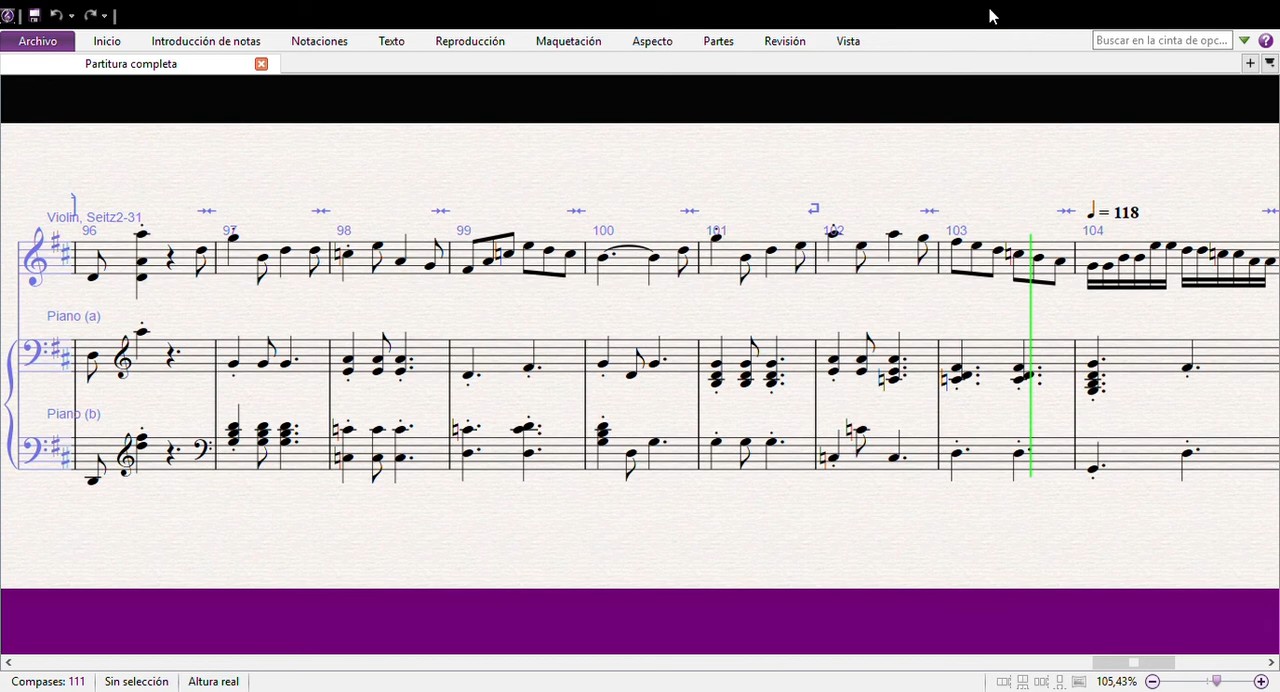 Archivo Inicio Introducción de notas Notaciones Texto Reproducción Maquetación Aspecto Partes Revisión Vista Buscar en la cinta de opc... ?
Partitura completa
♩ = 118
Violin, Seitz2-31
96 97 98 99 100 101 102 103 104
Piano (a)
Piano (b)
Compases: 111 Sin selección Altura real 105,43%